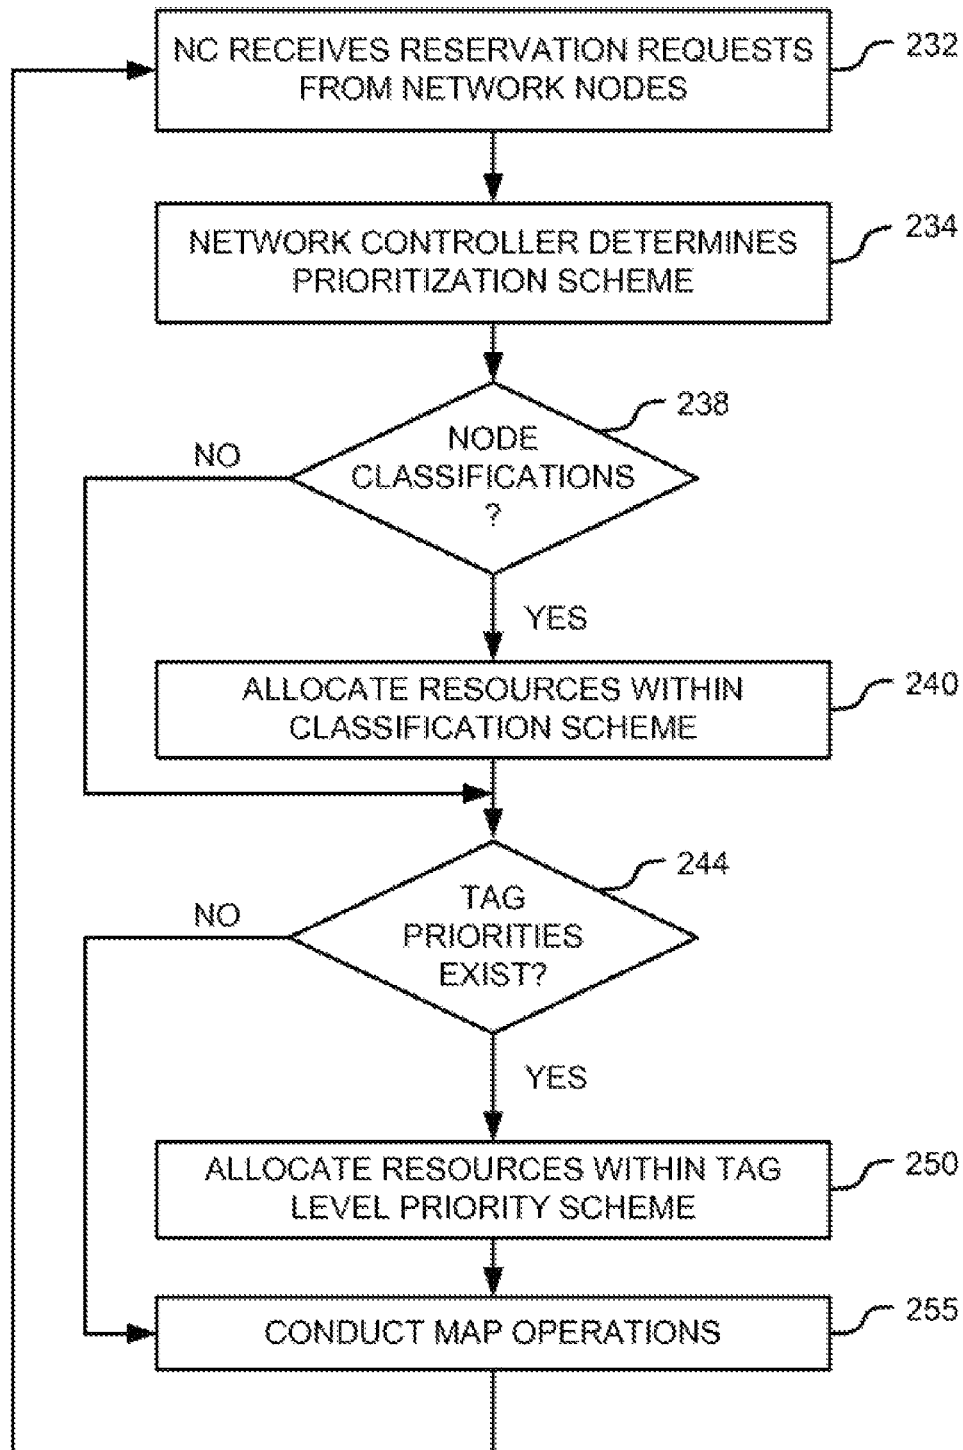 NC RECEIVES RESERVATION REQUESTS
FROM NETWORK NODES
232
NETWORK CONTROLLER DETERMINES
PRIORITIZATION SCHEME
234
238
NODE
CLASSIFICATIONS
?
NO
YES
ALLOCATE RESOURCES WITHIN
CLASSIFICATION SCHEME
240
244
TAG
PRIORITIES
EXIST?
NO
YES
ALLOCATE RESOURCES WITHIN TAG
LEVEL PRIORITY SCHEME
250
CONDUCT MAP OPERATIONS
255